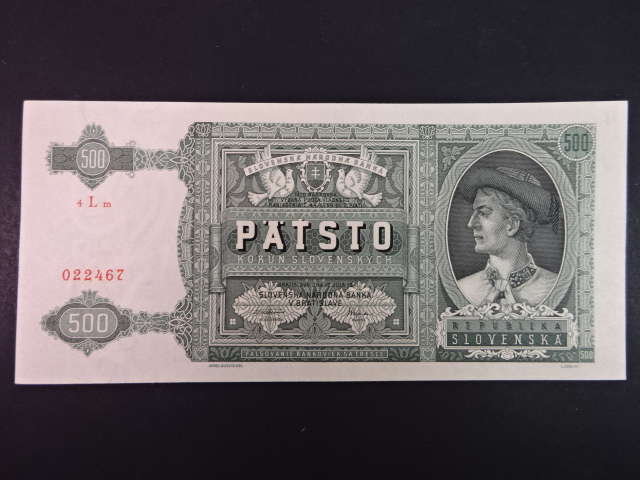 500
4 L m
022467
500
SLOVENSKÁ NÁRODNÁ BANKA
PÄŤSTO
KORÚN SLOVENSKÝCH
SLOVENSKÁ NÁRODNÁ BANKA
V BRATISLAVE
FALŠOVANIE BANKOVIEK SA TRESCE
500
REPUBLIKA
SLOVENSKÁ
500